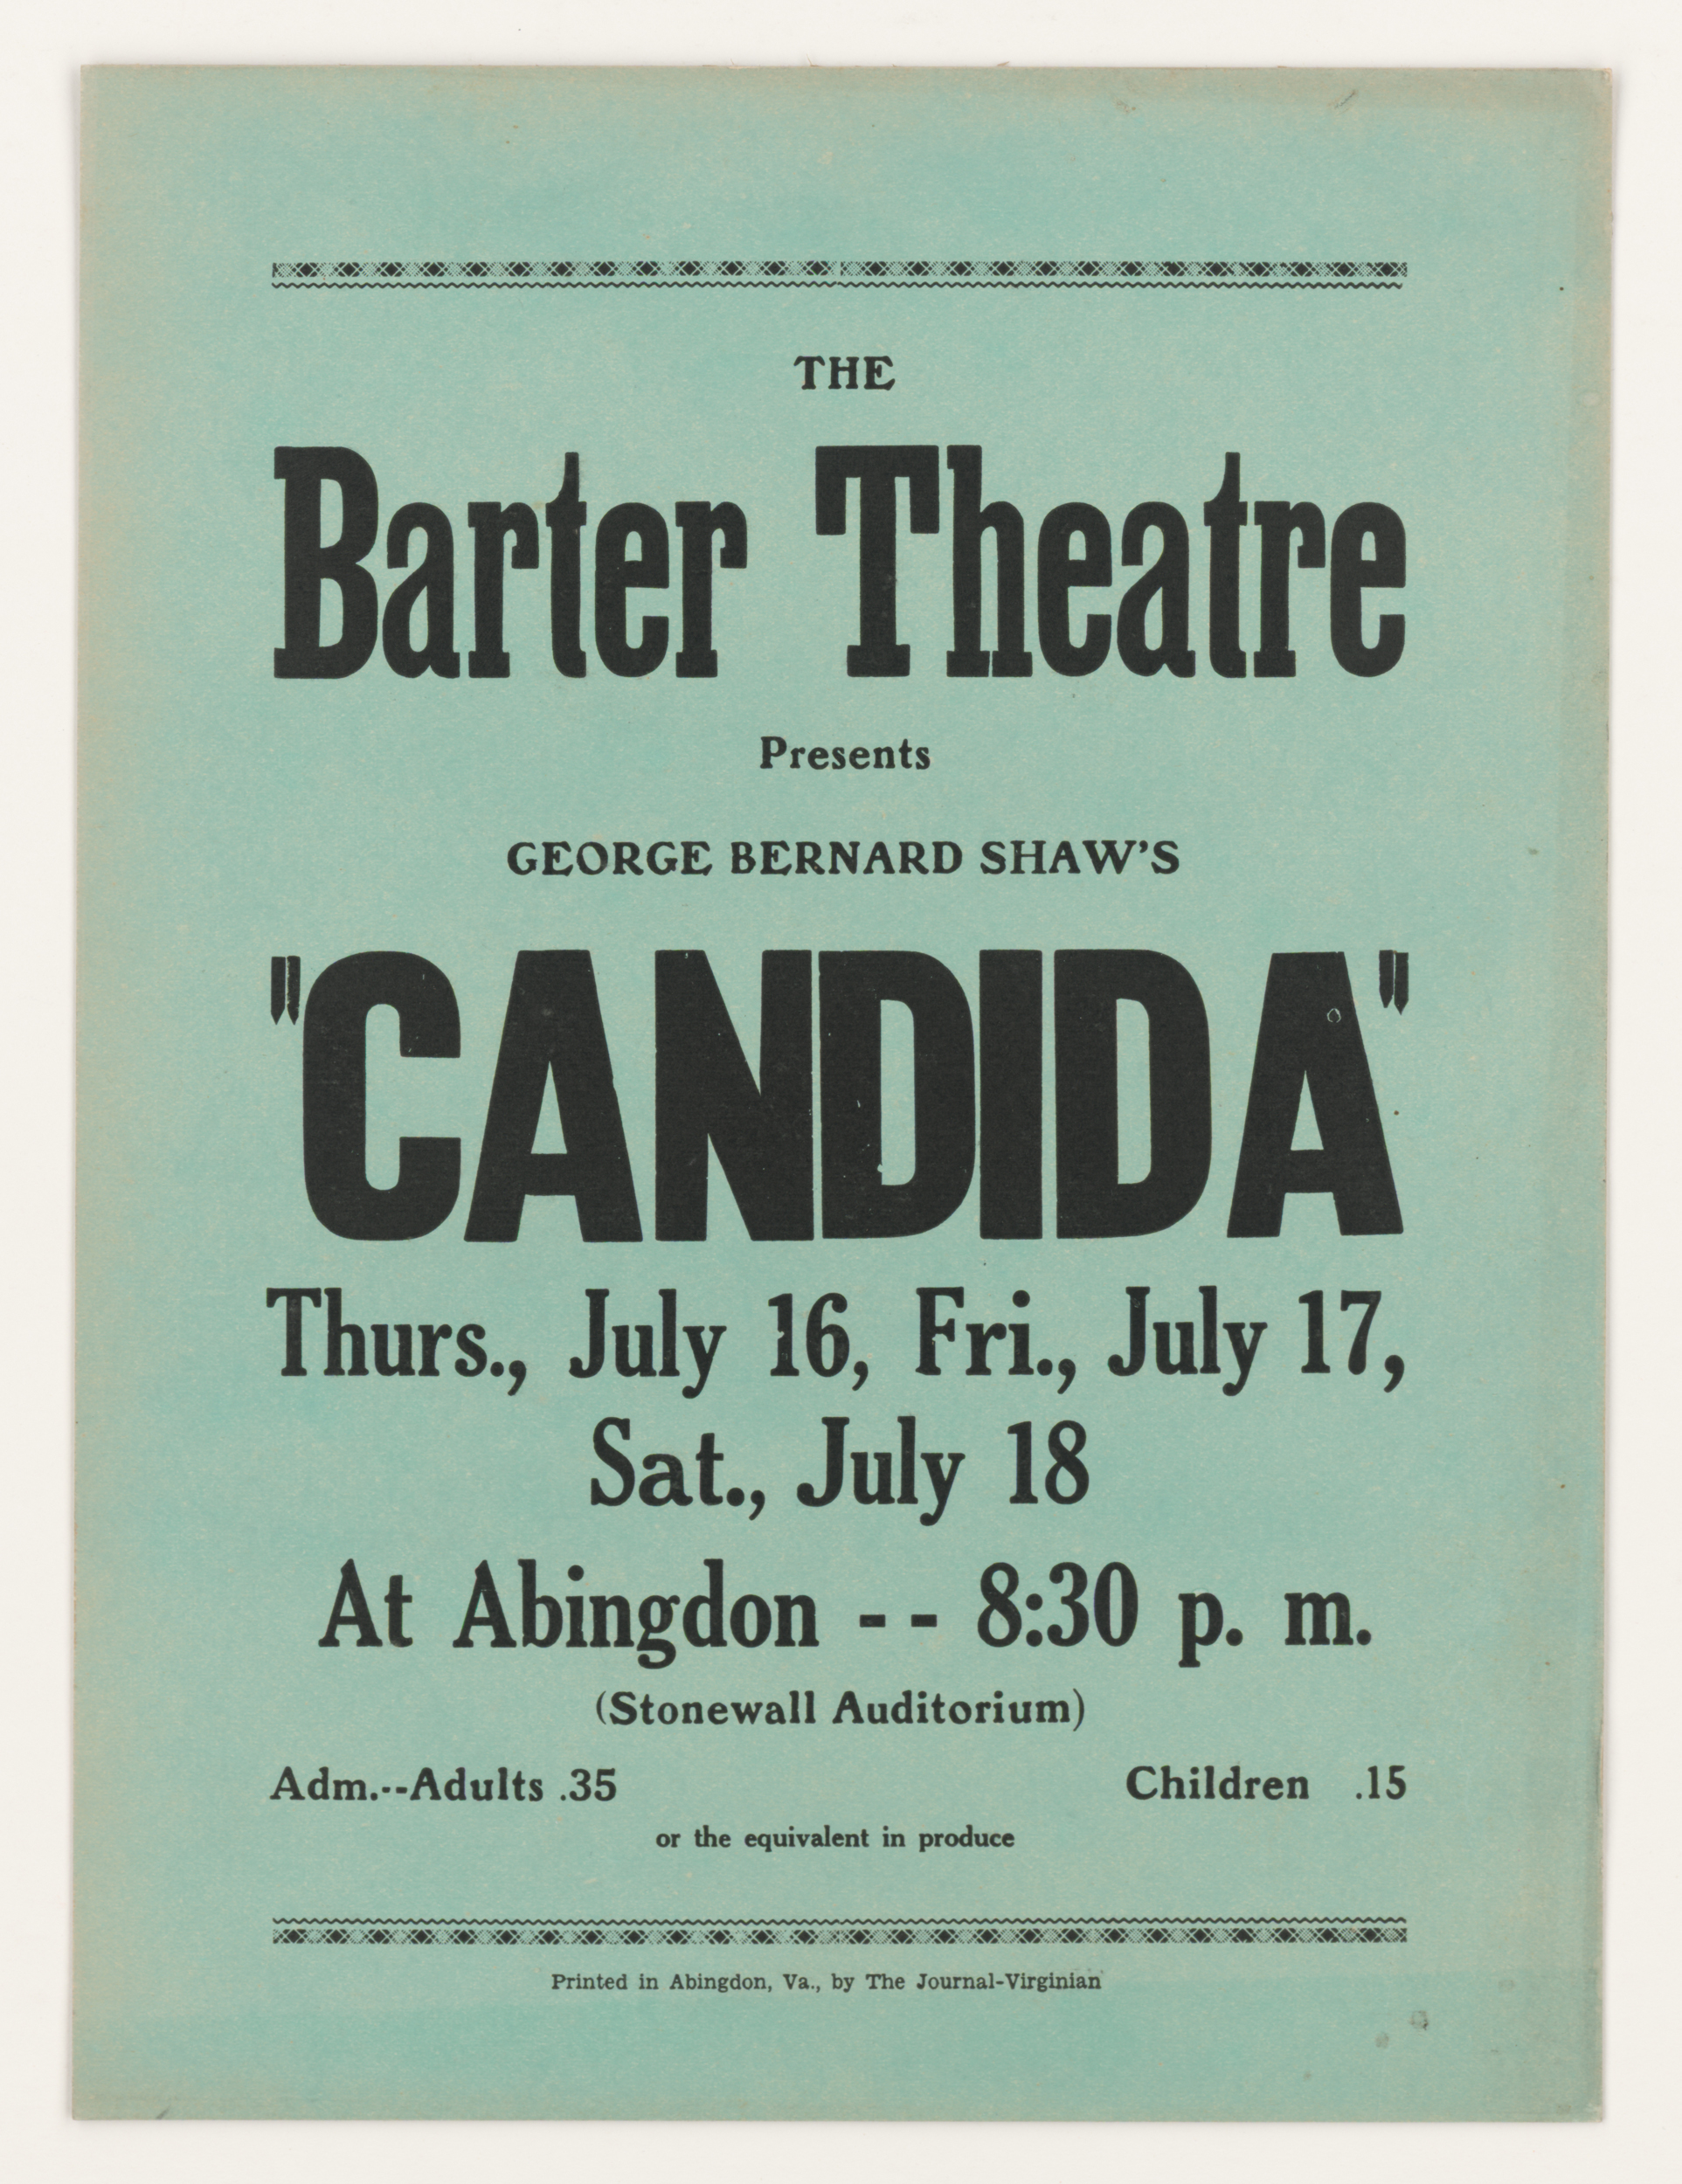 THE
Barter Theatre
Presents
GEORGE BERNARD SHAW'S
"CANDIDA"
Thurs., July 16, Fri., July 17,
Sat., July 18
At Abingdon -- 8:30 p. m.
(Stonewall Auditorium)
Adm.--Adults .35 Children .15
or the equivalent in produce
Printed in Abingdon, Va., by The Journal-Virginian